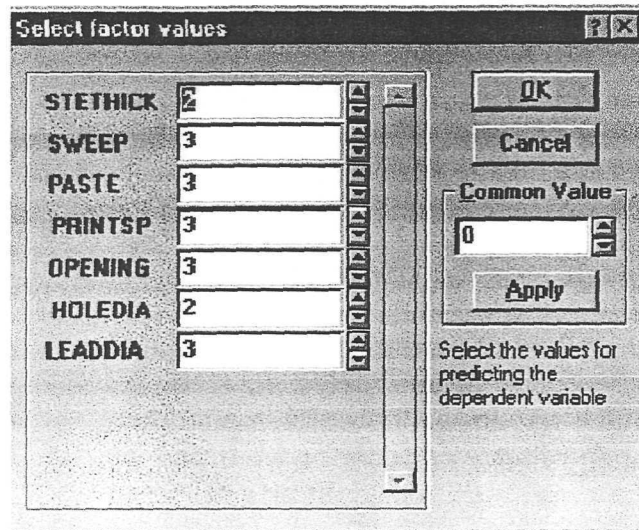 Select factor values
STETHICK 2
SWEEP 3
PASTE 3
PRINTSP 3
OPENING 3
HOLEDIA 2
LEADDIA 3
OK
Cancel
Common Value
0
Apply
Select the values for
predicting the
dependent variable